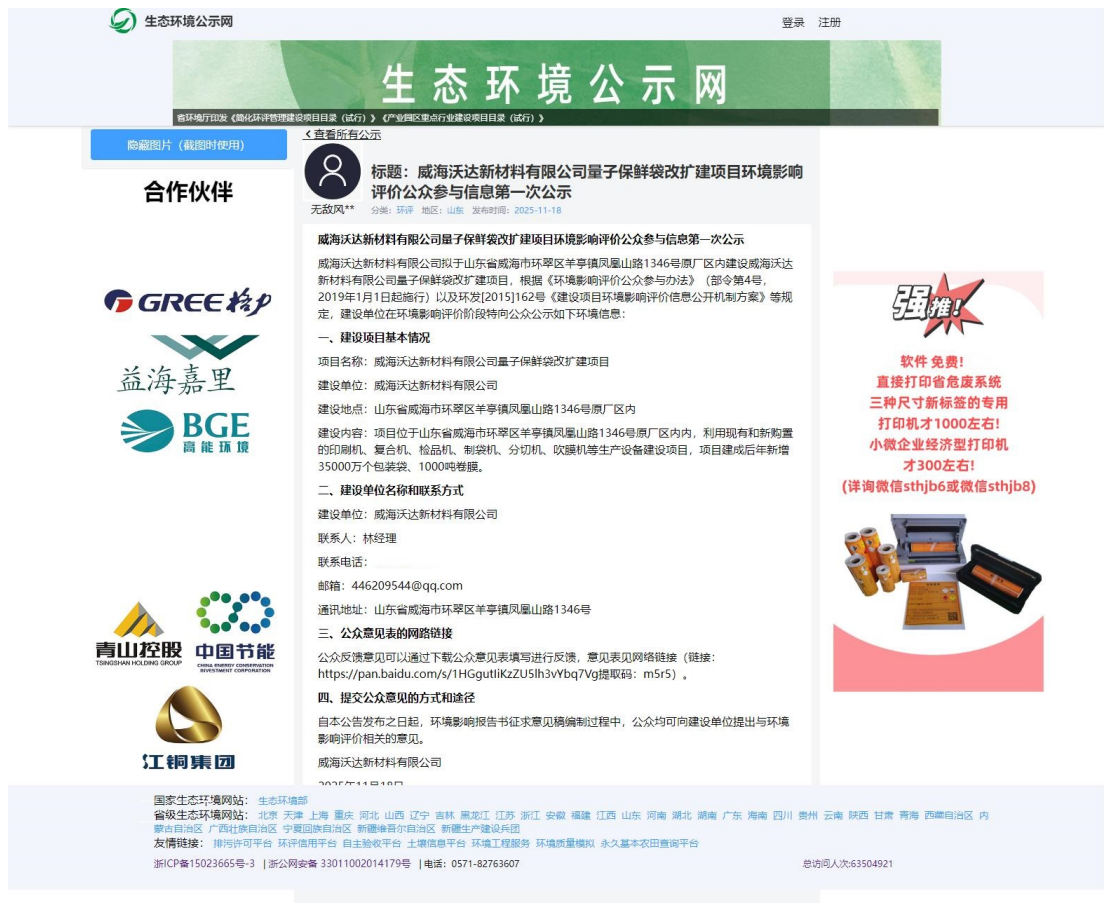 生态环境公示网
登录 注册
生态环境公示网
省环境厅印发《简化环评管理建设项目目录（试行）》《产业园区重点行业建设项目目录（试行）》
隐藏图片（截图时使用）
合作伙伴
GREE格力
益海嘉里
BGE
高能环境
青山控股
TSINGSHAN HOLDING GROUP
中国节能
CHINA ENERGY CONSERVATION
INVESTMENT CORPORATION
江铜集团
<查看所有公示
无敌风**
标题：威海沃达新材料有限公司量子保鲜袋改扩建项目环境影响
评价公众参与信息第一次公示
分类：环评 地区：山东 发布时间：2025-11-18
威海沃达新材料有限公司量子保鲜袋改扩建项目环境影响评价公众参与信息第一次公示
威海沃达新材料有限公司拟于山东省威海市环翠区羊亭镇凤凰山路1346号原厂区内建设威海沃达
新材料有限公司量子保鲜袋改扩建项目，根据《环境影响评价公众参与办法》（部令第4号，
2019年1月1日起施行）以及环发[2015]162号《建设项目环境影响评价信息公开机制方案》等规
定，建设单位在环境影响评价阶段特向公众公示如下环境信息：
一、建设项目基本情况
项目名称：威海沃达新材料有限公司量子保鲜袋改扩建项目
建设单位：威海沃达新材料有限公司
建设地点：山东省威海市环翠区羊亭镇凤凰山路1346号原厂区内
建设内容：项目位于山东省威海市环翠区羊亭镇凤凰山路1346号原厂区内内，利用现有和新购置
的印刷机、复合机、检品机、制袋机、分切机、吹膜机等生产设备建设项目，项目建成后年新增
35000万个包装袋、1000吨卷膜。
二、建设单位名称和联系方式
建设单位：威海沃达新材料有限公司
联系人：林经理
联系电话：
邮箱：446209544@qq.com
通讯地址：山东省威海市环翠区羊亭镇凤凰山路1346号
三、公众意见表的网路链接
公众反馈意见可以通过下载公众意见表填写进行反馈，意见表见网络链接（链接：
https://pan.baidu.com/s/1HGgutIiKzZU5lh3vYbq7Vg提取码：m5r5）。
四、提交公众意见的方式和途径
自本公告发布之日起，环境影响报告书征求意见稿编制过程中，公众均可向建设单位提出与环境
影响评价相关的意见。
威海沃达新材料有限公司
2025年11月18日
强推!
软件 免费!
直接打印省危废系统
三种尺寸新标签的专用
打印机才1000左右!
小微企业经济型打印机
才300左右!
(详询微信sthjb6或微信sthjb8)
国家生态环境网站： 生态环境部
省级生态环境网站： 北京 天津 上海 重庆 河北 山西 辽宁 吉林 黑龙江 江苏 浙江 安徽 福建 江西 山东 河南 湖北 湖南 广东 海南 四川 贵州 云南 陕西 甘肃 青海 西藏自治区 内
蒙古自治区 广西壮族自治区 宁夏回族自治区 新疆维吾尔自治区 新疆生产建设兵团
友情链接： 排污许可平台 环评信用平台 自主验收平台 土壤信息平台 环境工程服务 环境质量模拟 永久基本农田查询平台
浙ICP备15023665号-3 |浙公网安备 33011002014179号 |电话：0571-82763607
总访问人次:63504921